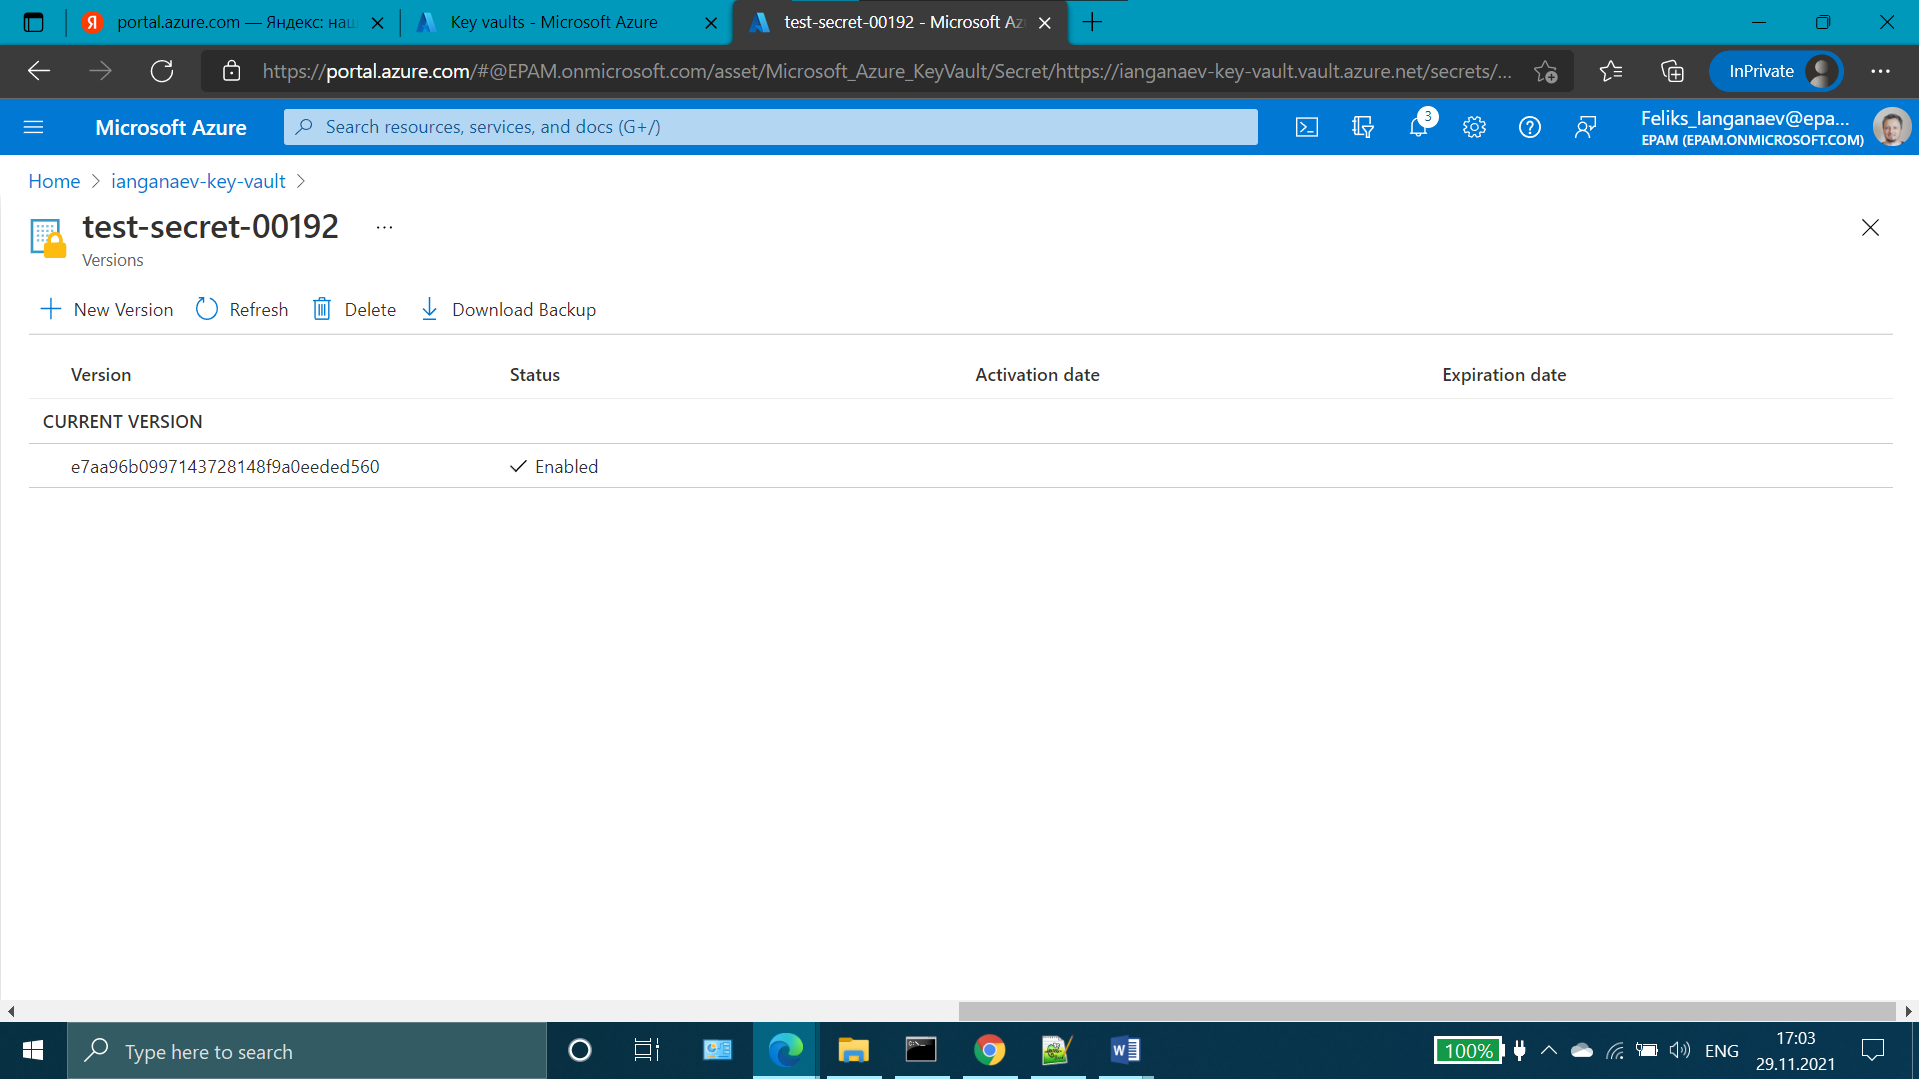 portal.azure.com — Яндекс: наш
Key vaults - Microsoft Azure
test-secret-00192 - Microsoft Az
https://portal.azure.com/#@EPAM.onmicrosoft.com/asset/Microsoft_Azure_KeyVault/Secret/https://ianganaev-key-vault.vault.azure.net/secrets/...
InPrivate
Microsoft Azure
Search resources, services, and docs (G+/)
3
Feliks_Ianganaev@epa...
EPAM (EPAM.ONMICROSOFT.COM)
Home > ianganaev-key-vault >
test-secret-00192 ...
Versions
New Version Refresh Delete Download Backup
Version Status Activation date Expiration date
CURRENT VERSION
e7aa96b0997143728148f9a0eeded560 Enabled
Type here to search
100%
ENG
17:03
29.11.2021